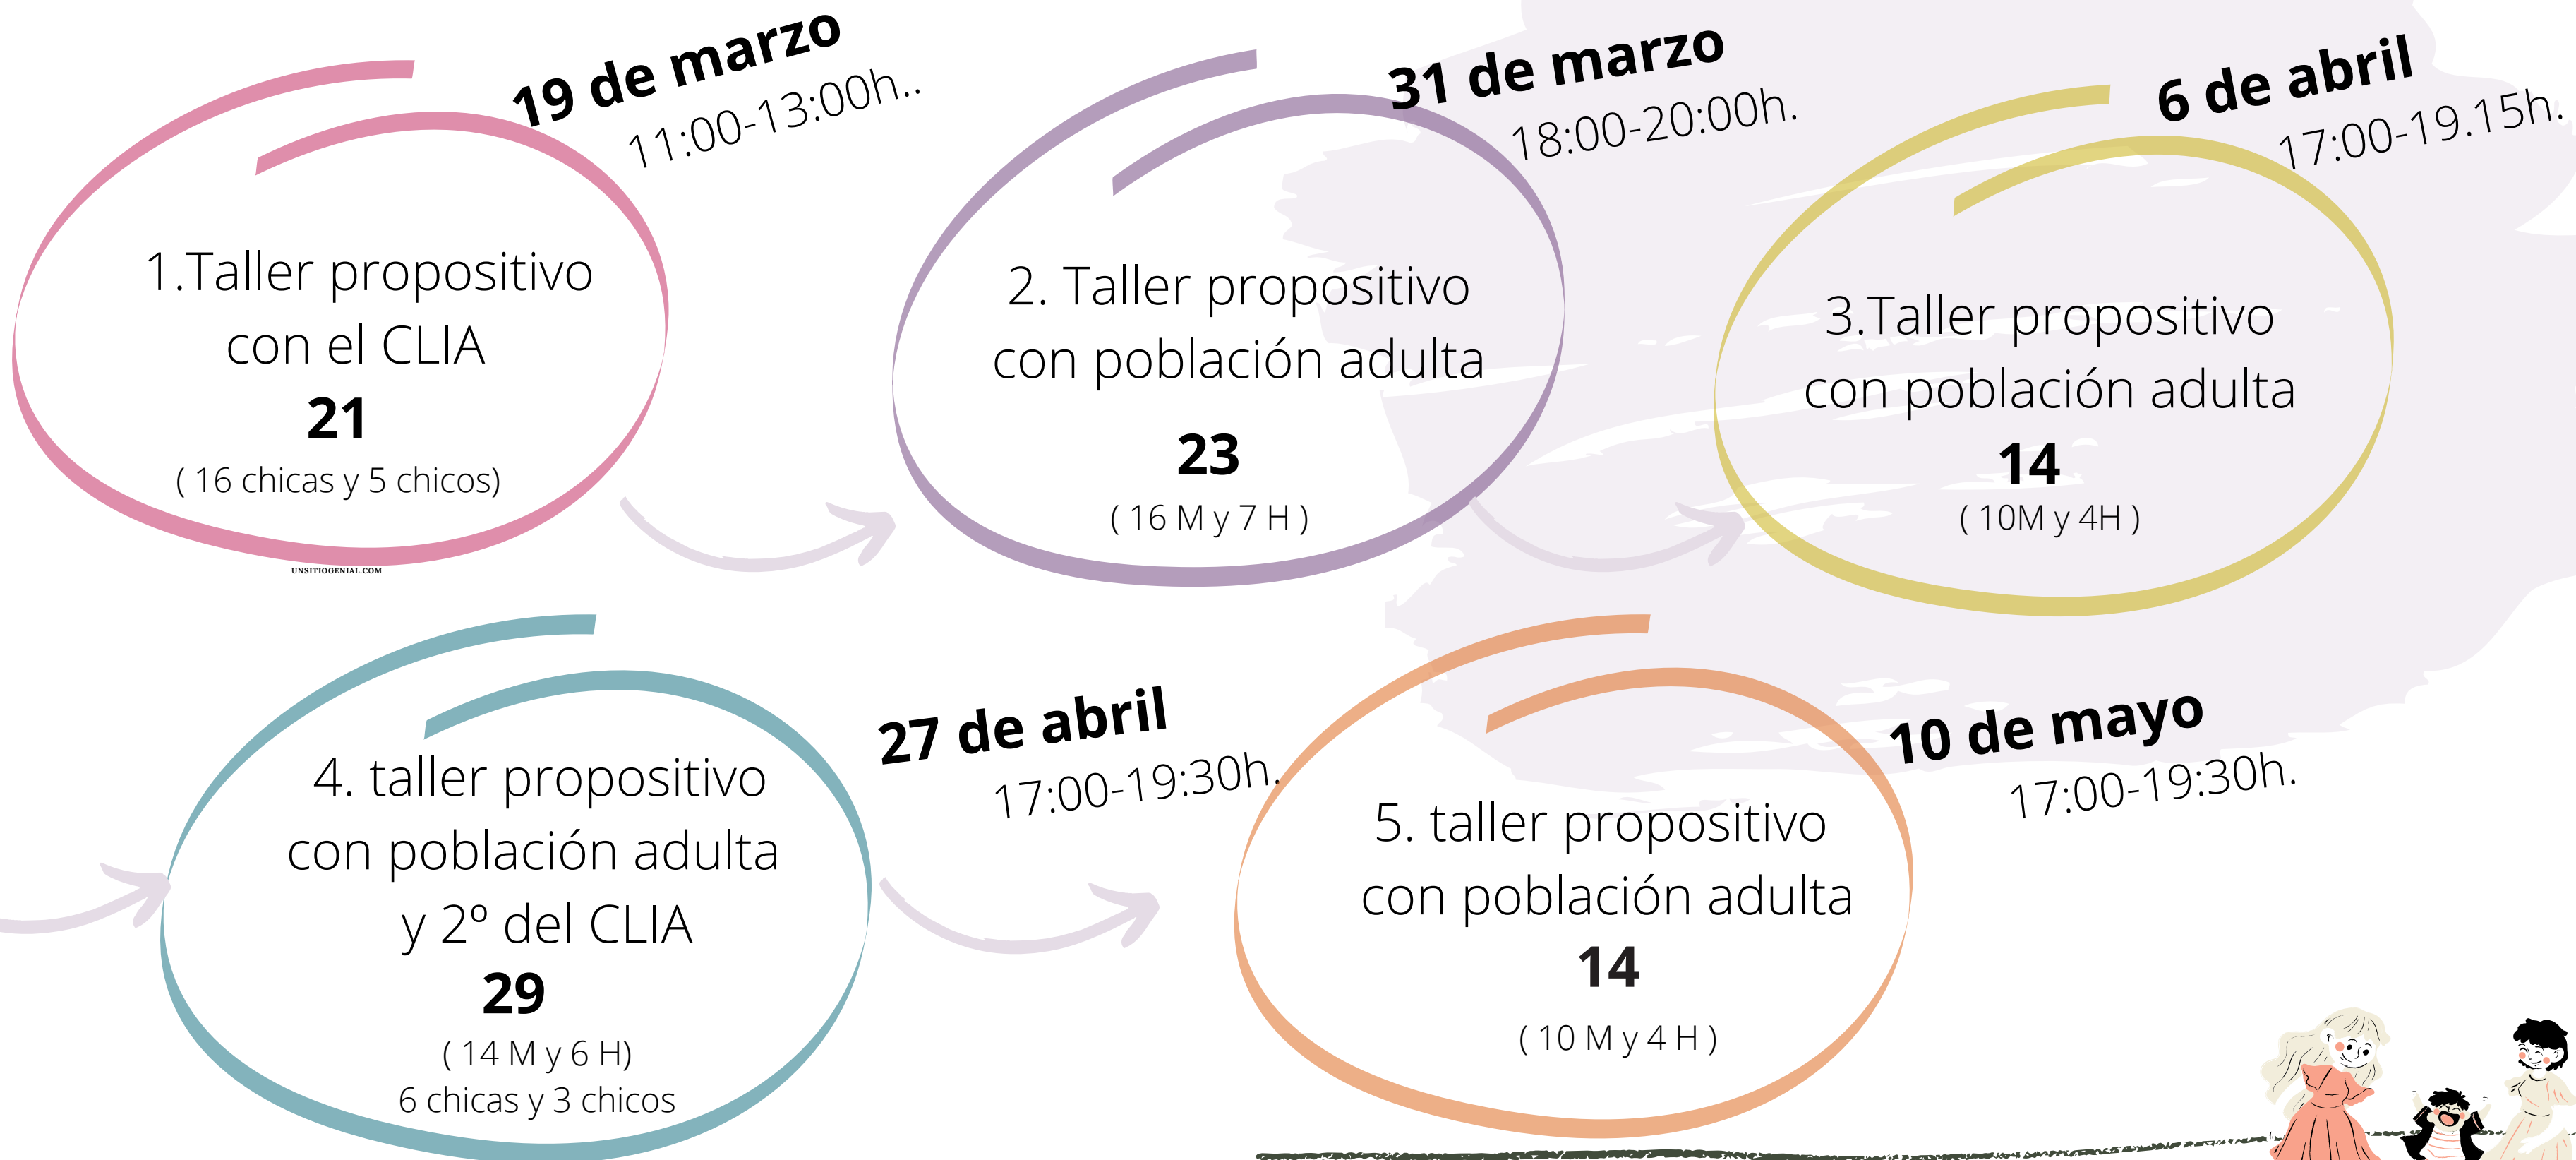 19 de marzo
11:00-13:00h..
1.Taller propositivo
con el CLIA
21
( 16 chicas y 5 chicos)
UNSITIOGENIAL.COM
31 de marzo
18:00-20:00h.
2. Taller propositivo
con población adulta
23
( 16 M y 7 H )
6 de abril
17:00-19.15h.
3.Taller propositivo
con población adulta
14
( 10M y 4H )
4. taller propositivo
con población adulta
y 2º del CLIA
29
( 14 M y 6 H)
6 chicas y 3 chicos
27 de abril
17:00-19:30h.
5. taller propositivo
con población adulta
14
( 10 M y 4 H )
10 de mayo
17:00-19:30h.